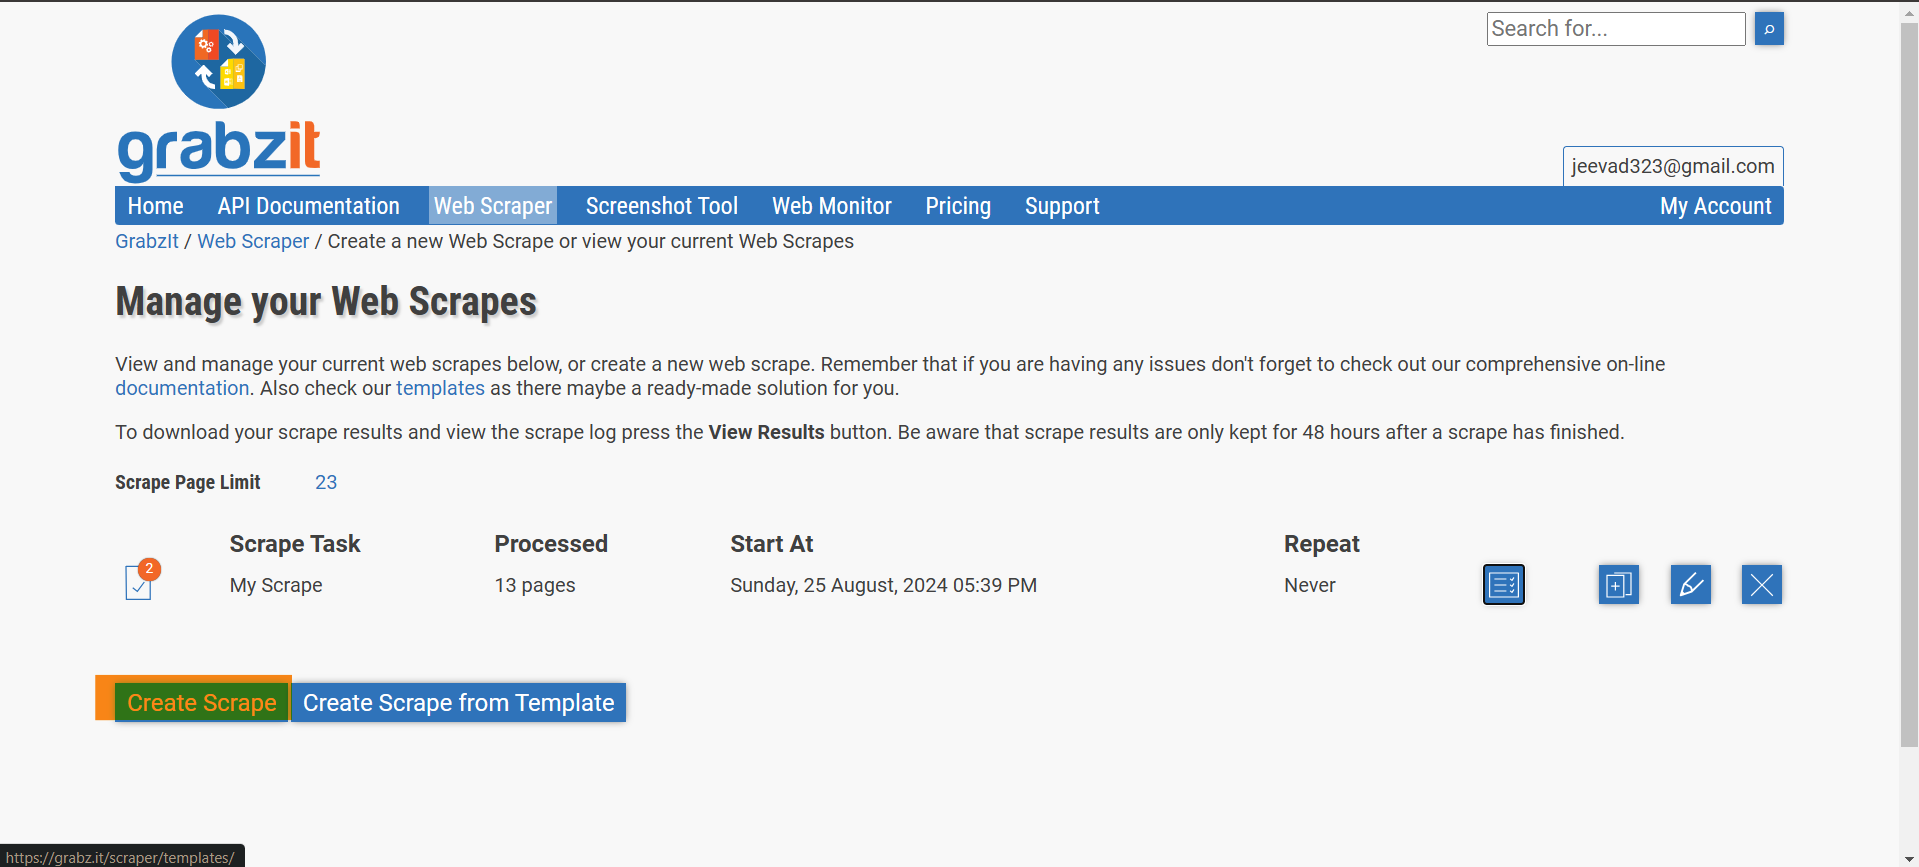 Search for...
grabzit
jeevad323@gmail.com
Home API Documentation Web Scraper Screenshot Tool Web Monitor Pricing Support My Account
GrabzIt / Web Scraper / Create a new Web Scrape or view your current Web Scrapes
Manage your Web Scrapes
View and manage your current web scrapes below, or create a new web scrape. Remember that if you are having any issues don't forget to check out our comprehensive on-line
documentation. Also check our templates as there maybe a ready-made solution for you.
To download your scrape results and view the scrape log press the View Results button. Be aware that scrape results are only kept for 48 hours after a scrape has finished.
Scrape Page Limit 23
Scrape Task Processed Start At Repeat
2 My Scrape 13 pages Sunday, 25 August, 2024 05:39 PM Never
Create Scrape Create Scrape from Template
https://grabz.it/scraper/templates/